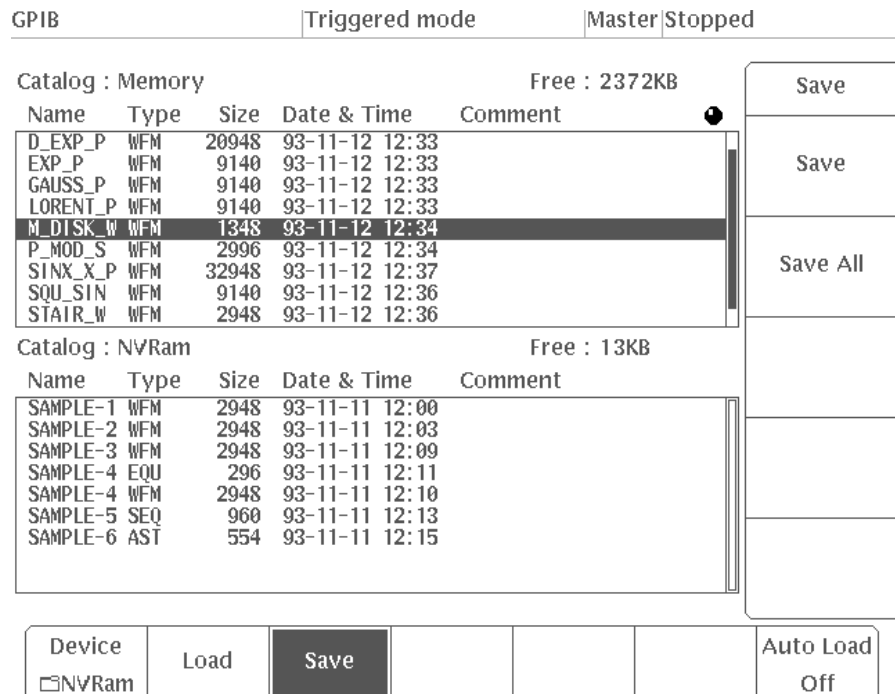 GPIB Triggered mode Master Stopped
Catalog : Memory Free : 2372KB
Name Type Size Date & Time Comment
D_EXP_P WFM 20948 93-11-12 12:33
EXP_P WFM 9140 93-11-12 12:33
GAUSS_P WFM 9140 93-11-12 12:33
LORENT_P WFM 9140 93-11-12 12:33
M_DISK_W WFM 1348 93-11-12 12:34
P_MOD_S WFM 2996 93-11-12 12:34
SINX_X_P WFM 32948 93-11-12 12:37
SQU_SIN WFM 9140 93-11-12 12:36
STAIR_W WFM 2948 93-11-12 12:36
Catalog : NVRam Free : 13KB
Name Type Size Date & Time Comment
SAMPLE-1 WFM 2948 93-11-11 12:00
SAMPLE-2 WFM 2948 93-11-11 12:03
SAMPLE-3 WFM 2948 93-11-11 12:09
SAMPLE-4 EQU 296 93-11-11 12:11
SAMPLE-4 WFM 2948 93-11-11 12:10
SAMPLE-5 SEQ 960 93-11-11 12:13
SAMPLE-6 AST 554 93-11-11 12:15
Save
Save
Save All
Device
NVRam
Load
Save
Auto Load
Off